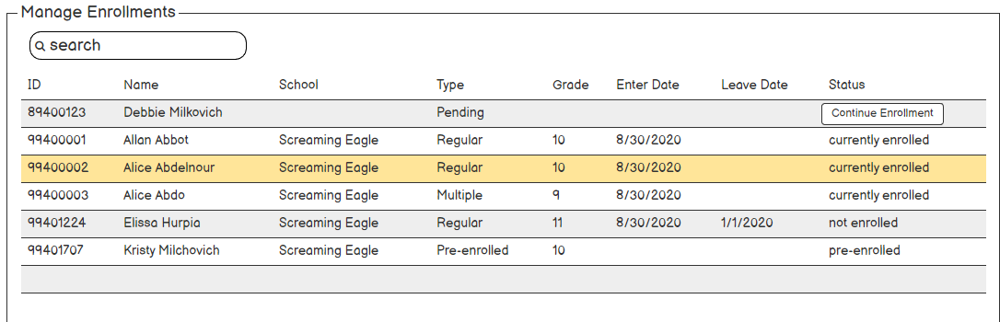 Manage Enrollments
search
ID Name School Type Grade Enter Date Leave Date Status
89400123 Debbie Milkovich Pending Continue Enrollment
99400001 Allan Abbot Screaming Eagle Regular 10 8/30/2020 currently enrolled
99400002 Alice Abdelnour Screaming Eagle Regular 10 8/30/2020 currently enrolled
99400003 Alice Abdo Screaming Eagle Multiple 9 8/30/2020 currently enrolled
99401224 Elissa Hurpia Screaming Eagle Regular 11 8/30/2020 1/1/2020 not enrolled
99401707 Kristy Milchovich Screaming Eagle Pre-enrolled 10 pre-enrolled